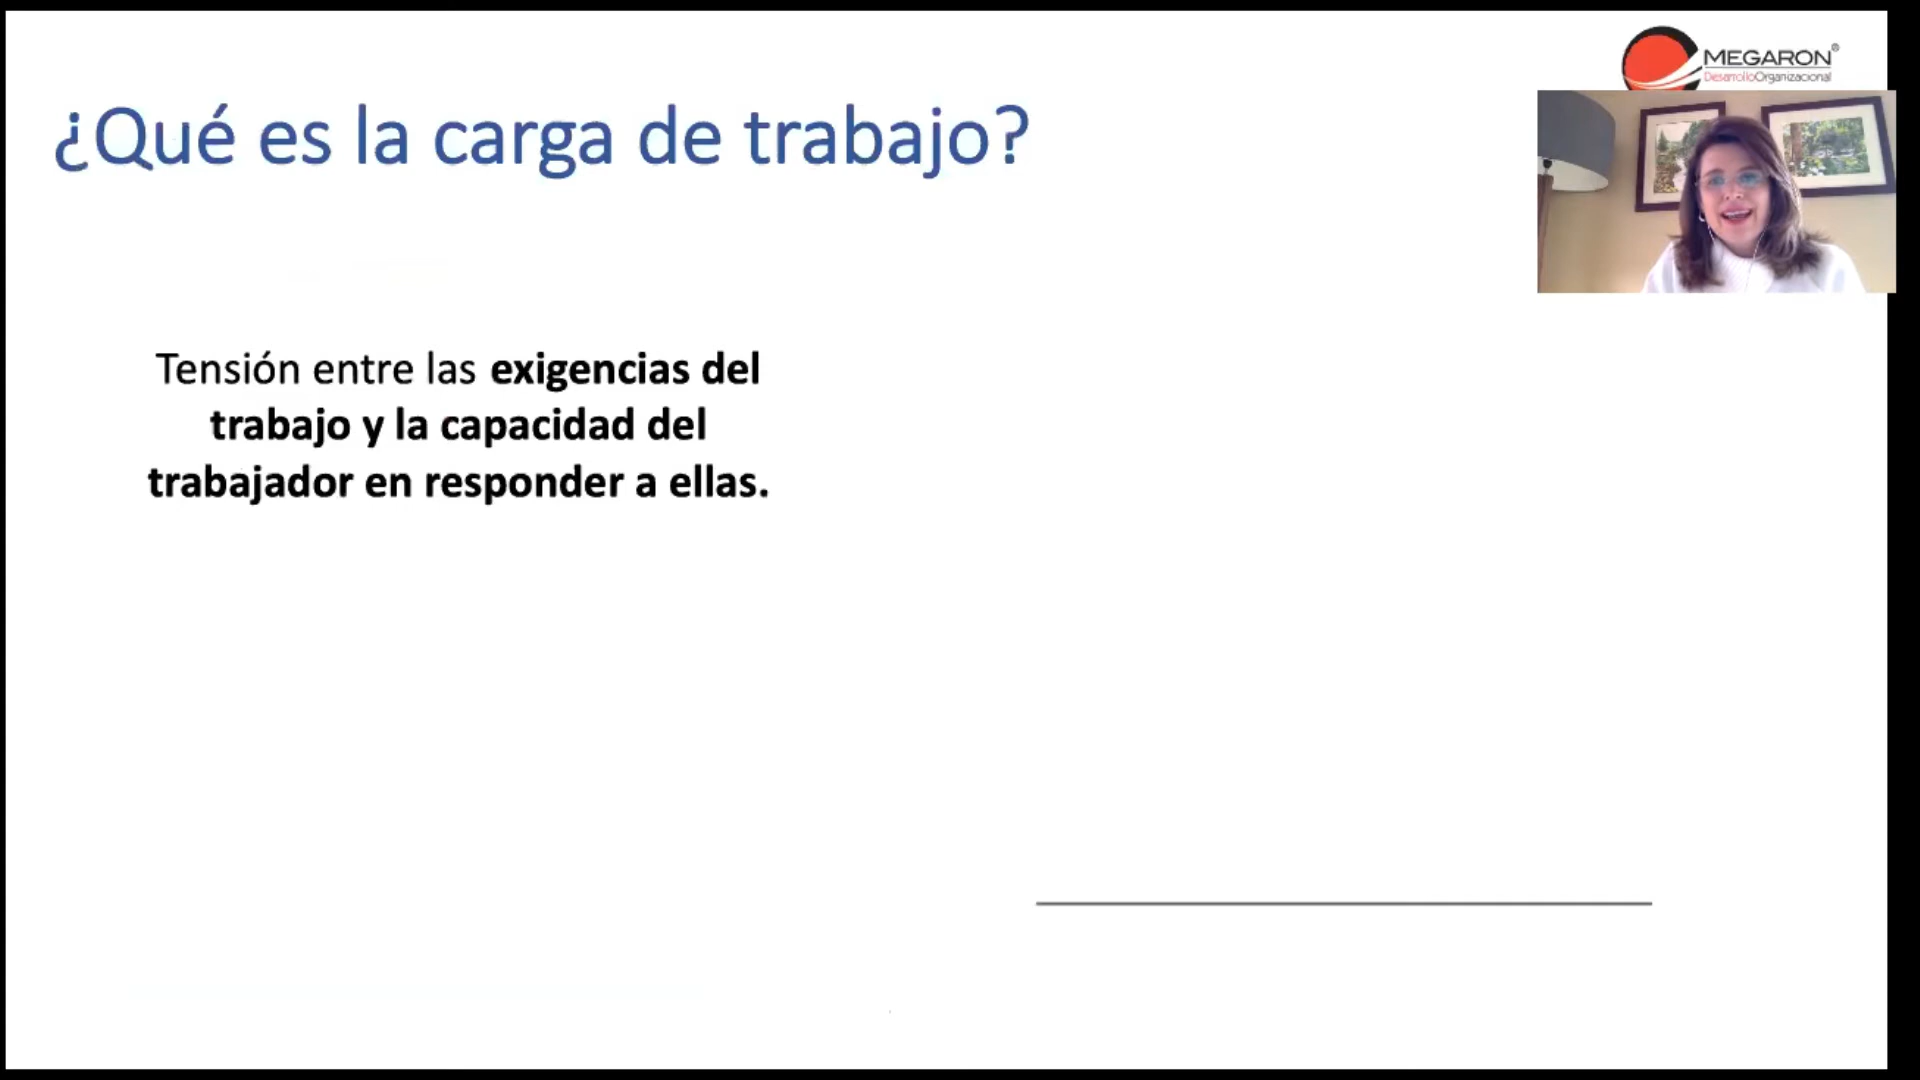 MEGARON®
DesarrolloOrganizacional
¿Qué es la carga de trabajo?
Tensión entre las exigencias del
trabajo y la capacidad del
trabajador en responder a ellas.